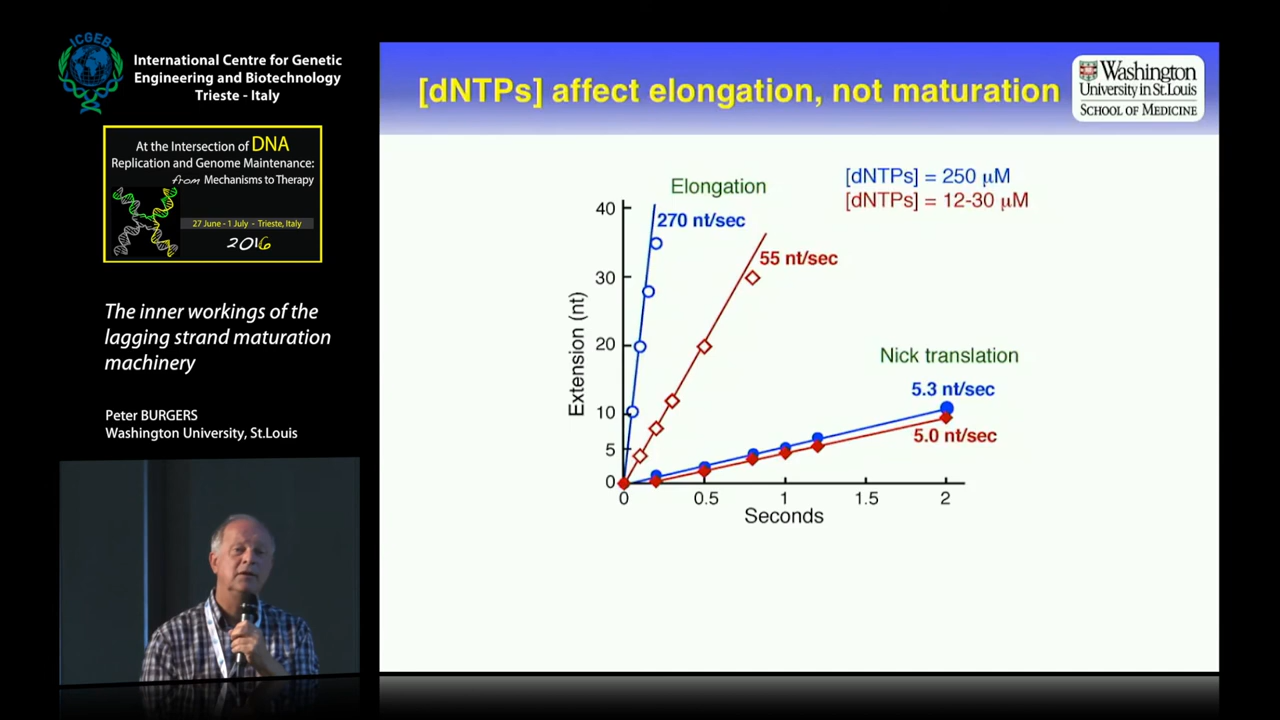 ICGEB
International Centre for Genetic
Engineering and Biotechnology
Trieste - Italy
At the Intersection of DNA
Replication and Genome Maintenance:
from Mechanisms to Therapy
27 June - 1 July - Trieste, Italy
2016
The inner workings of the
lagging strand maturation
machinery
Peter BURGERS
Washington University, St.Louis
[dNTPs] affect elongation, not maturation
Washington
University in St. Louis
SCHOOL OF MEDICINE
[dNTPs] = 250 µM
[dNTPs] = 12-30 µM
Elongation
270 nt/sec
55 nt/sec
Nick translation
5.3 nt/sec
5.0 nt/sec
Extension (nt)
40
30
20
10
5
0
0 0.5 1 1.5 2
Seconds